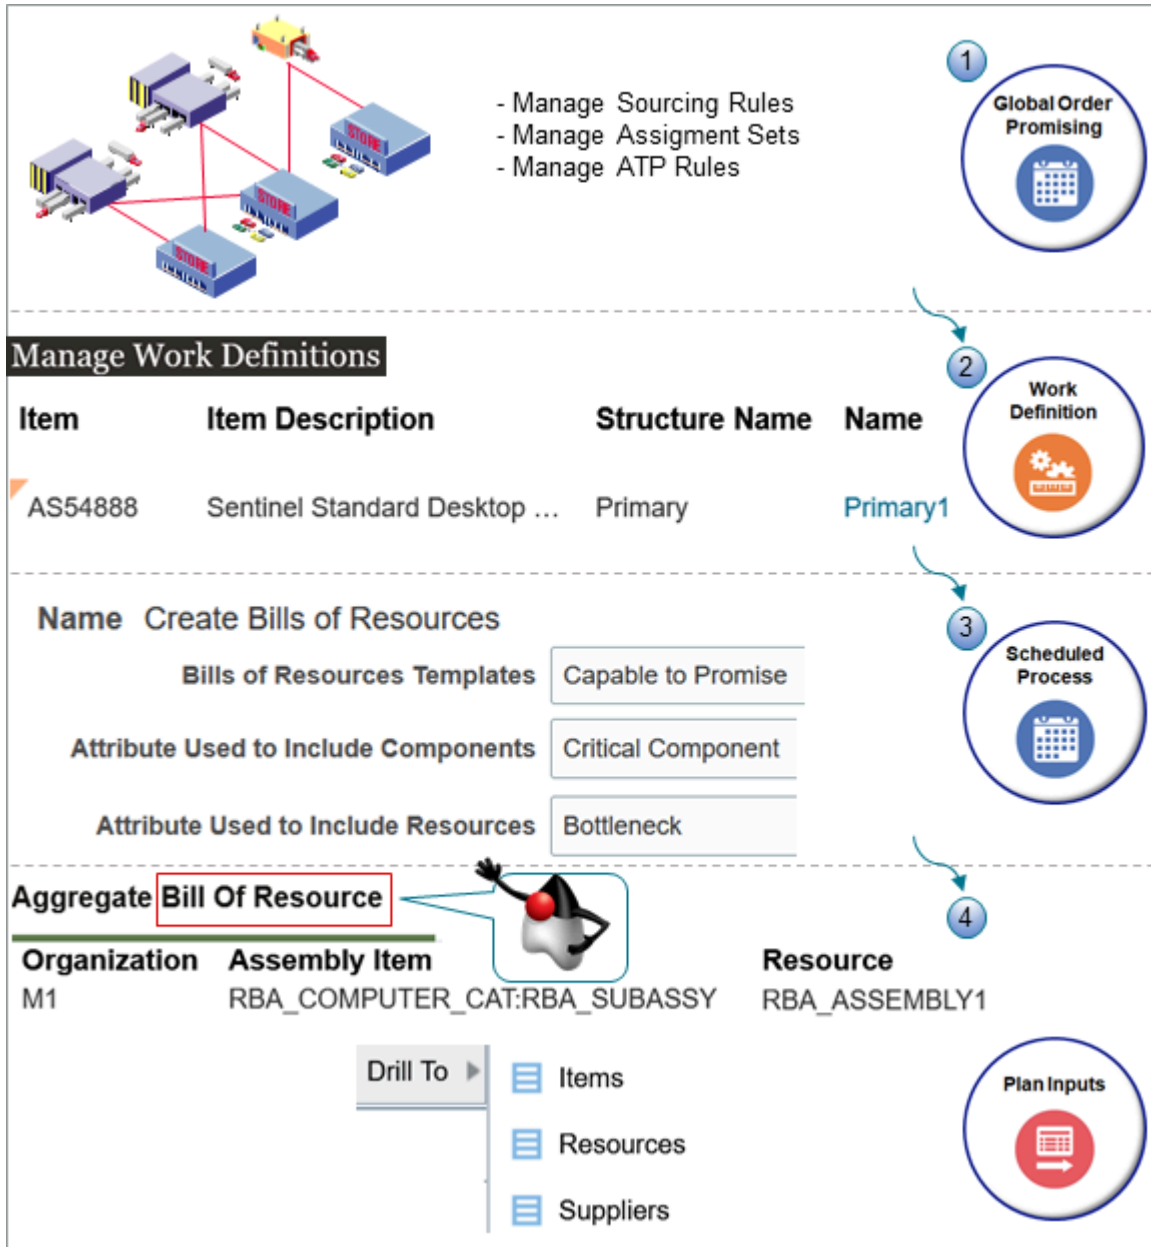 - Manage Sourcing Rules
- Manage Assigment Sets
- Manage ATP Rules
1
Global Order
Promising
STORE
STORE
STORE
Manage Work Definitions
2
Work
Definition
Item Item Description Structure Name Name
AS54888 Sentinel Standard Desktop ... Primary Primary1
Name Create Bills of Resources
3
Scheduled
Process
Bills of Resources Templates Capable to Promise
Attribute Used to Include Components Critical Component
Attribute Used to Include Resources Bottleneck
Aggregate Bill Of Resource
4
Organization Assembly Item Resource
M1 RBA_COMPUTER_CAT:RBA_SUBASSY RBA_ASSEMBLY1
Drill To
Items
Resources
Suppliers
Plan Inputs